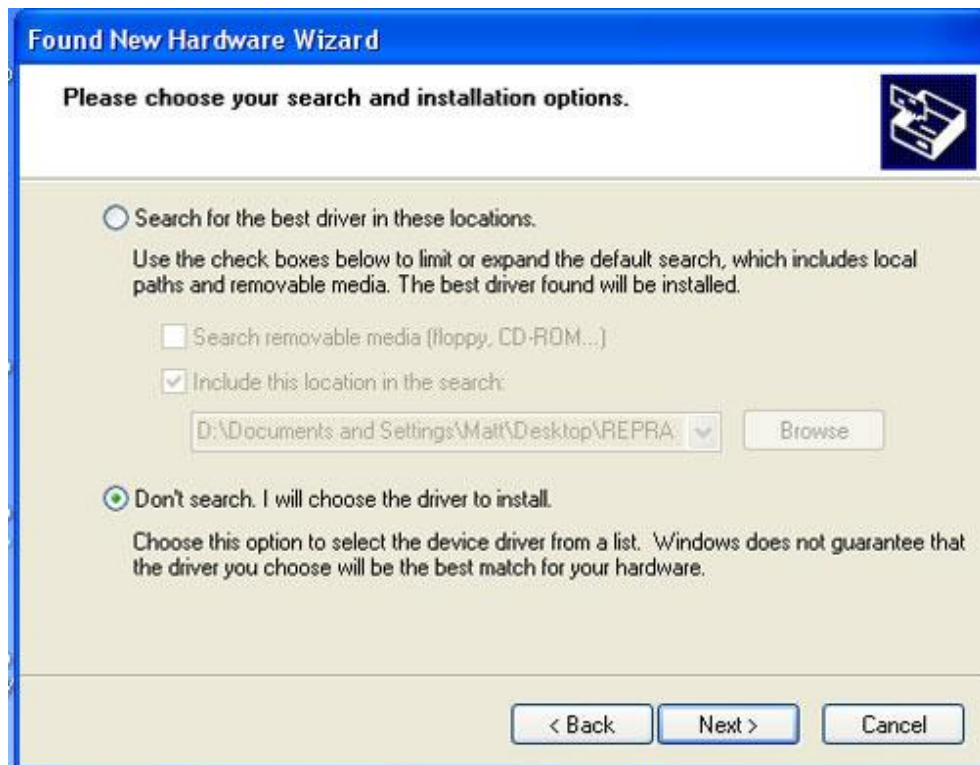 Found New Hardware Wizard
Please choose your search and installation options.
Search for the best driver in these locations.
Use the check boxes below to limit or expand the default search, which includes local
paths and removable media. The best driver found will be installed.
Search removable media (floppy, CD-ROM...)
Include this location in the search:
D:\Documents and Settings\Matt\Desktop\REPRA
Browse
Don't search. I will choose the driver to install.
Choose this option to select the device driver from a list. Windows does not guarantee that
the driver you choose will be the best match for your hardware.
< Back
Next >
Cancel